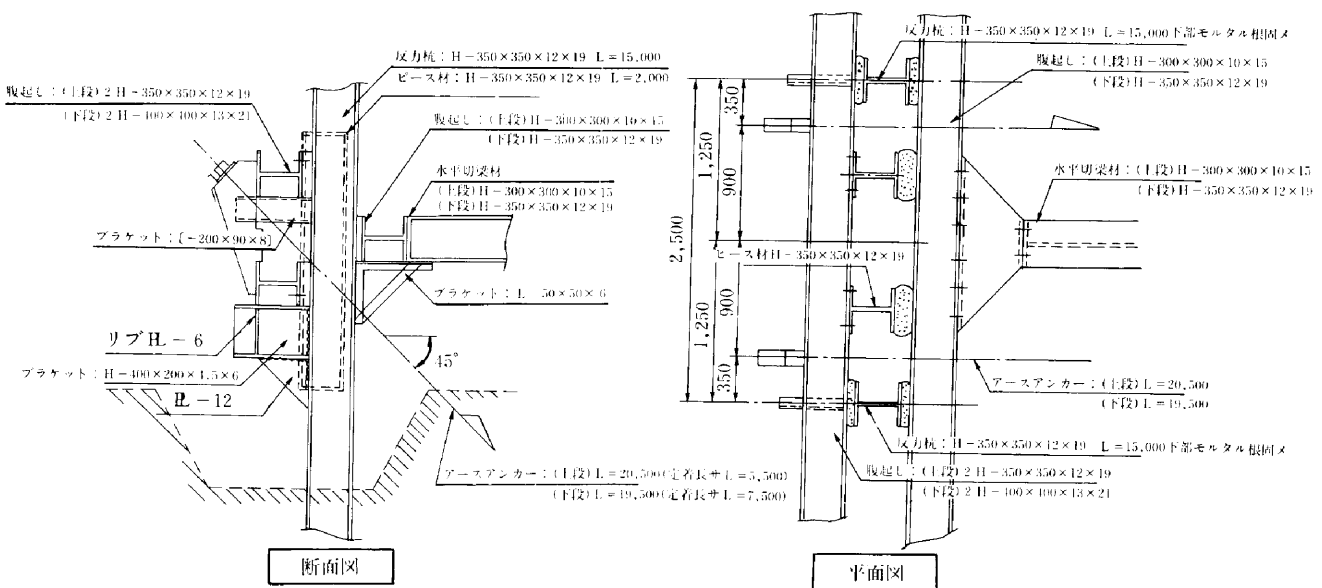 反力杭：H－350×350×12×19 L＝15,000
ピース材：H－350×350×12×19 L＝2,000
腹起し：(上段) 2 H－350×350×12×19
(下段) 2 H－400×400×13×21
腹起し：(上段) H－300×300×10×15
(下段) H－350×350×12×19
水平切梁材
(上段) H－300×300×10×15
(下段) H－350×350×12×19
ブラケット：[－200×90×8]
ブラケット：L 50×50×6
リブPL－6
45°
ブラケット：H－400×200×4.5×6
PL－12
アースアンカー：(上段) L＝20,500(定着長サL＝5,500)
(下段) L＝19,500(定着長サL＝7,500)
断面図
反力杭：H－350×350×12×19 L＝15,000下部モルタル根固メ
腹起し：(上段) H－300×300×10×15
(下段) H－350×350×12×19
350
1,250
900
水平切梁材：(上段) H－300×300×10×15
(下段) H－350×350×12×19
2,500
ピース材H－350×350×12×19
900
1,250
350
アースアンカー：(上段) L＝20,500
(下段) L＝19,500
反力杭：H－350×350×12×19 L＝15,000下部モルタル根固メ
腹起し：(上段) 2 H－350×350×12×19
(下段) 2 H－400×400×13×21
平面図